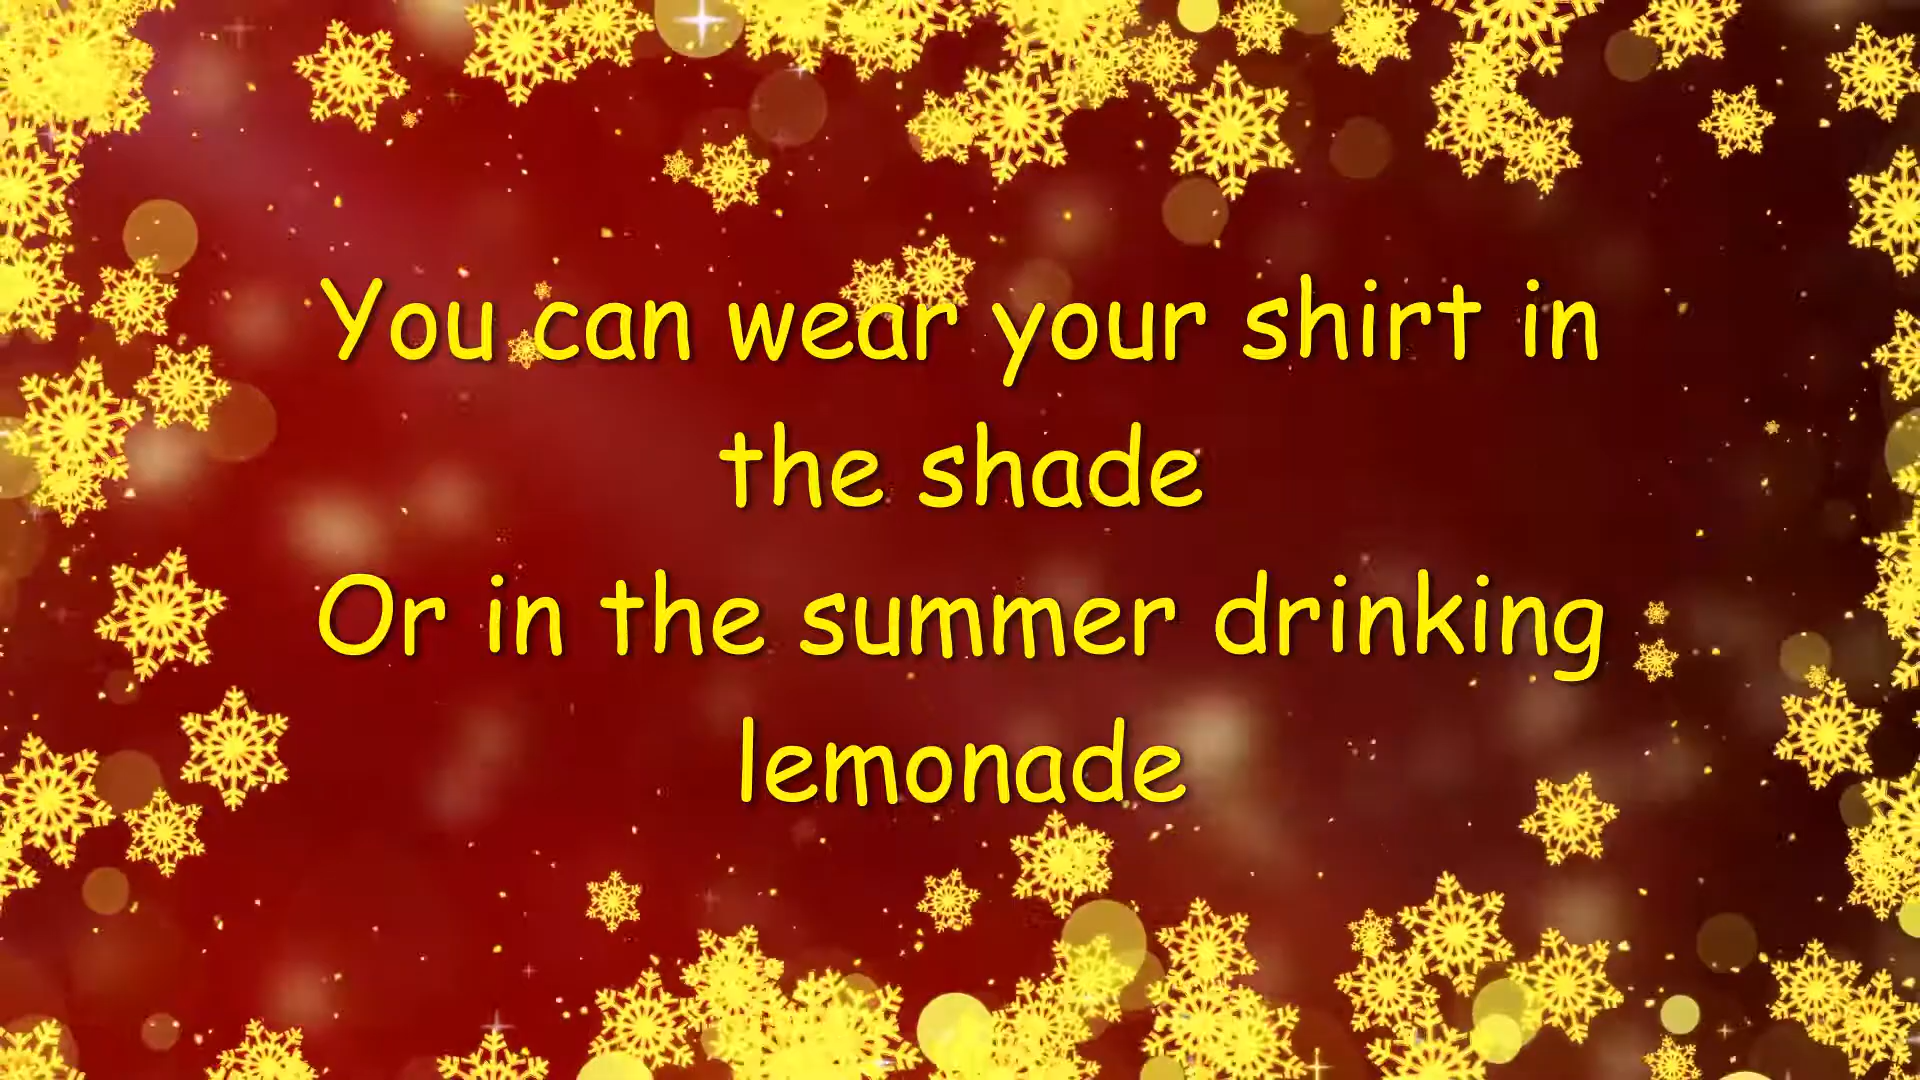 You can wear your shirt in
the shade
Or in the summer drinking
lemonade